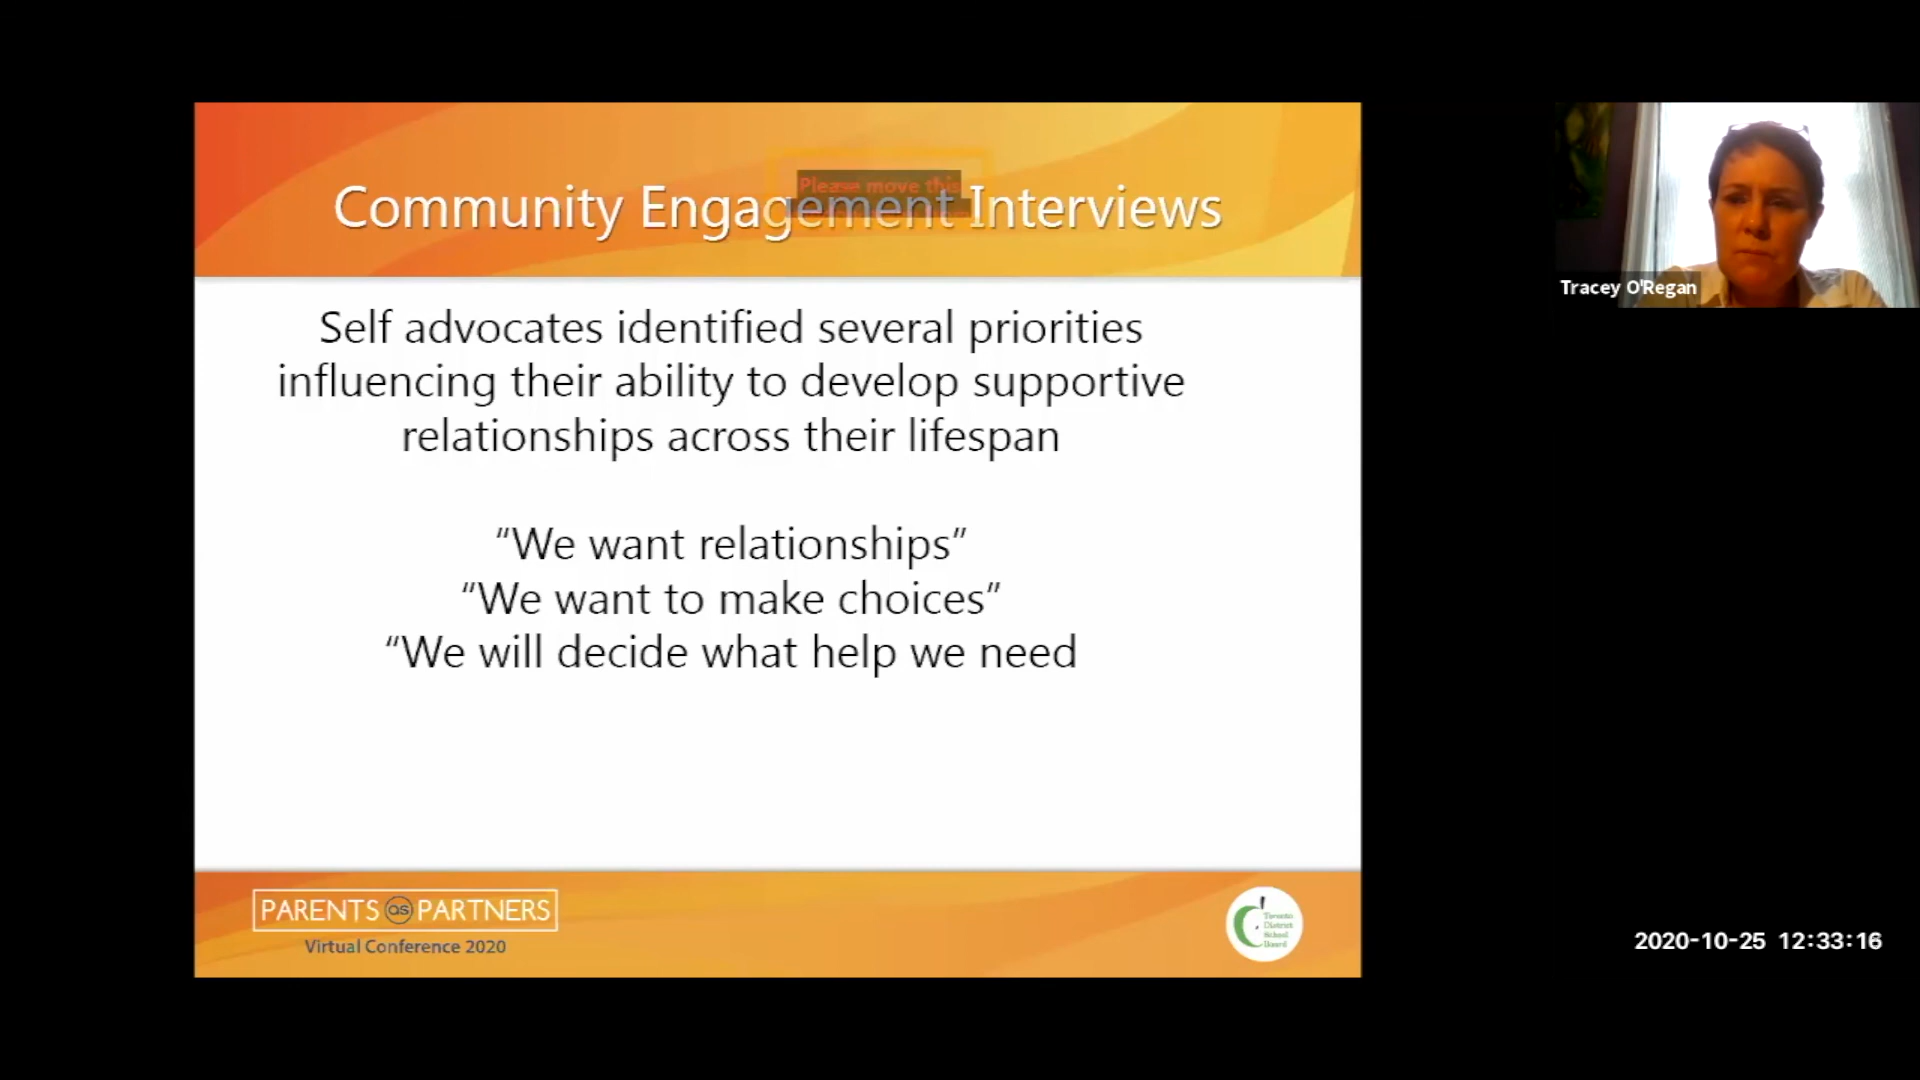 Please move this
Community Engagement Interviews
Self advocates identified several priorities
influencing their ability to develop supportive
relationships across their lifespan
“We want relationships”
“We want to make choices”
“We will decide what help we need
PARENTS as PARTNERS
Virtual Conference 2020
Toronto
District
School
Board
Tracey O'Regan
2020-10-25 12:33:16